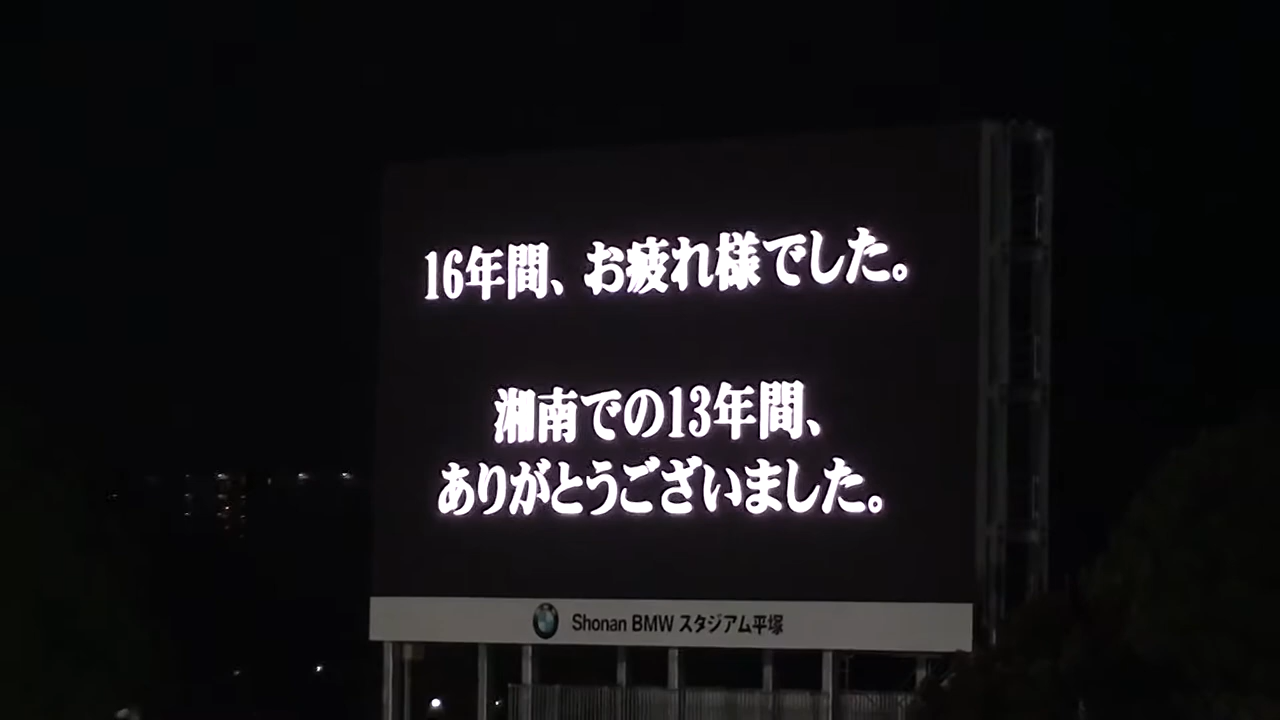 16年間、お疲れ様でした。
湘南での13年間、
ありがとうございました。
Shonan BMW スタジアム平塚